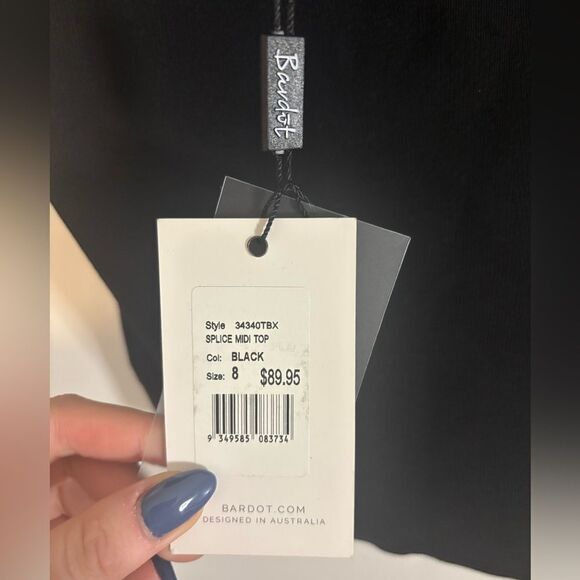 Bardot
Style 34340TBX
SPLICE MIDI TOP
Col: BLACK
Size: 8 $89.95
9 349585 083734
BARDOT.COM
DESIGNED IN AUSTRALIA